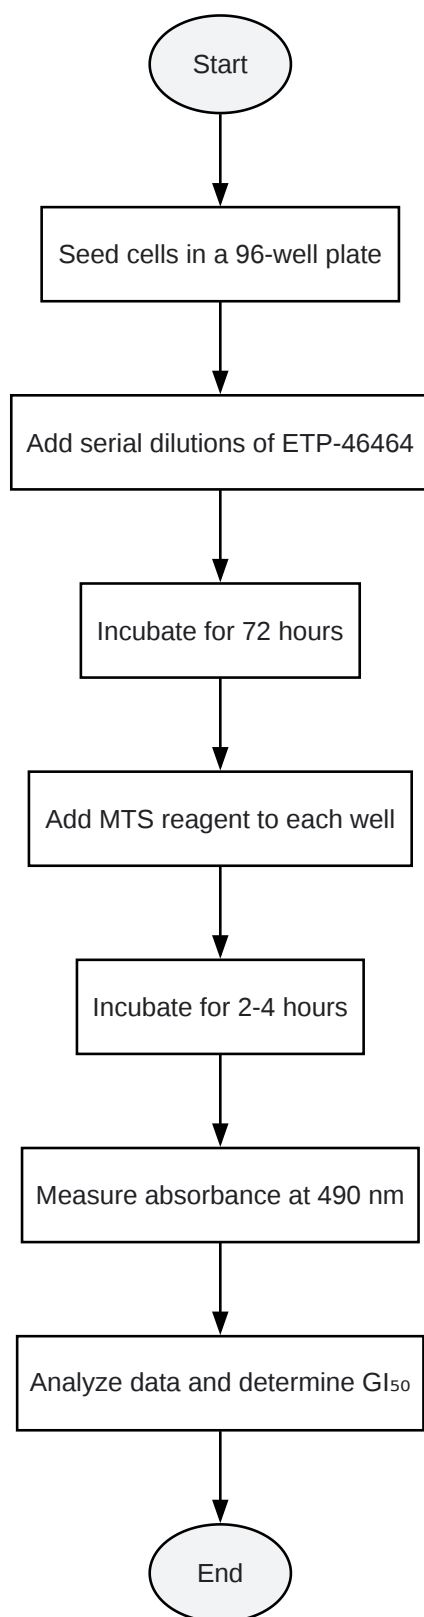 Start
Seed cells in a 96-well plate
Add serial dilutions of ETP-46464
Incubate for 72 hours
Add MTS reagent to each well
Incubate for 2-4 hours
Measure absorbance at 490 nm
Analyze data and determine GI₅₀
End